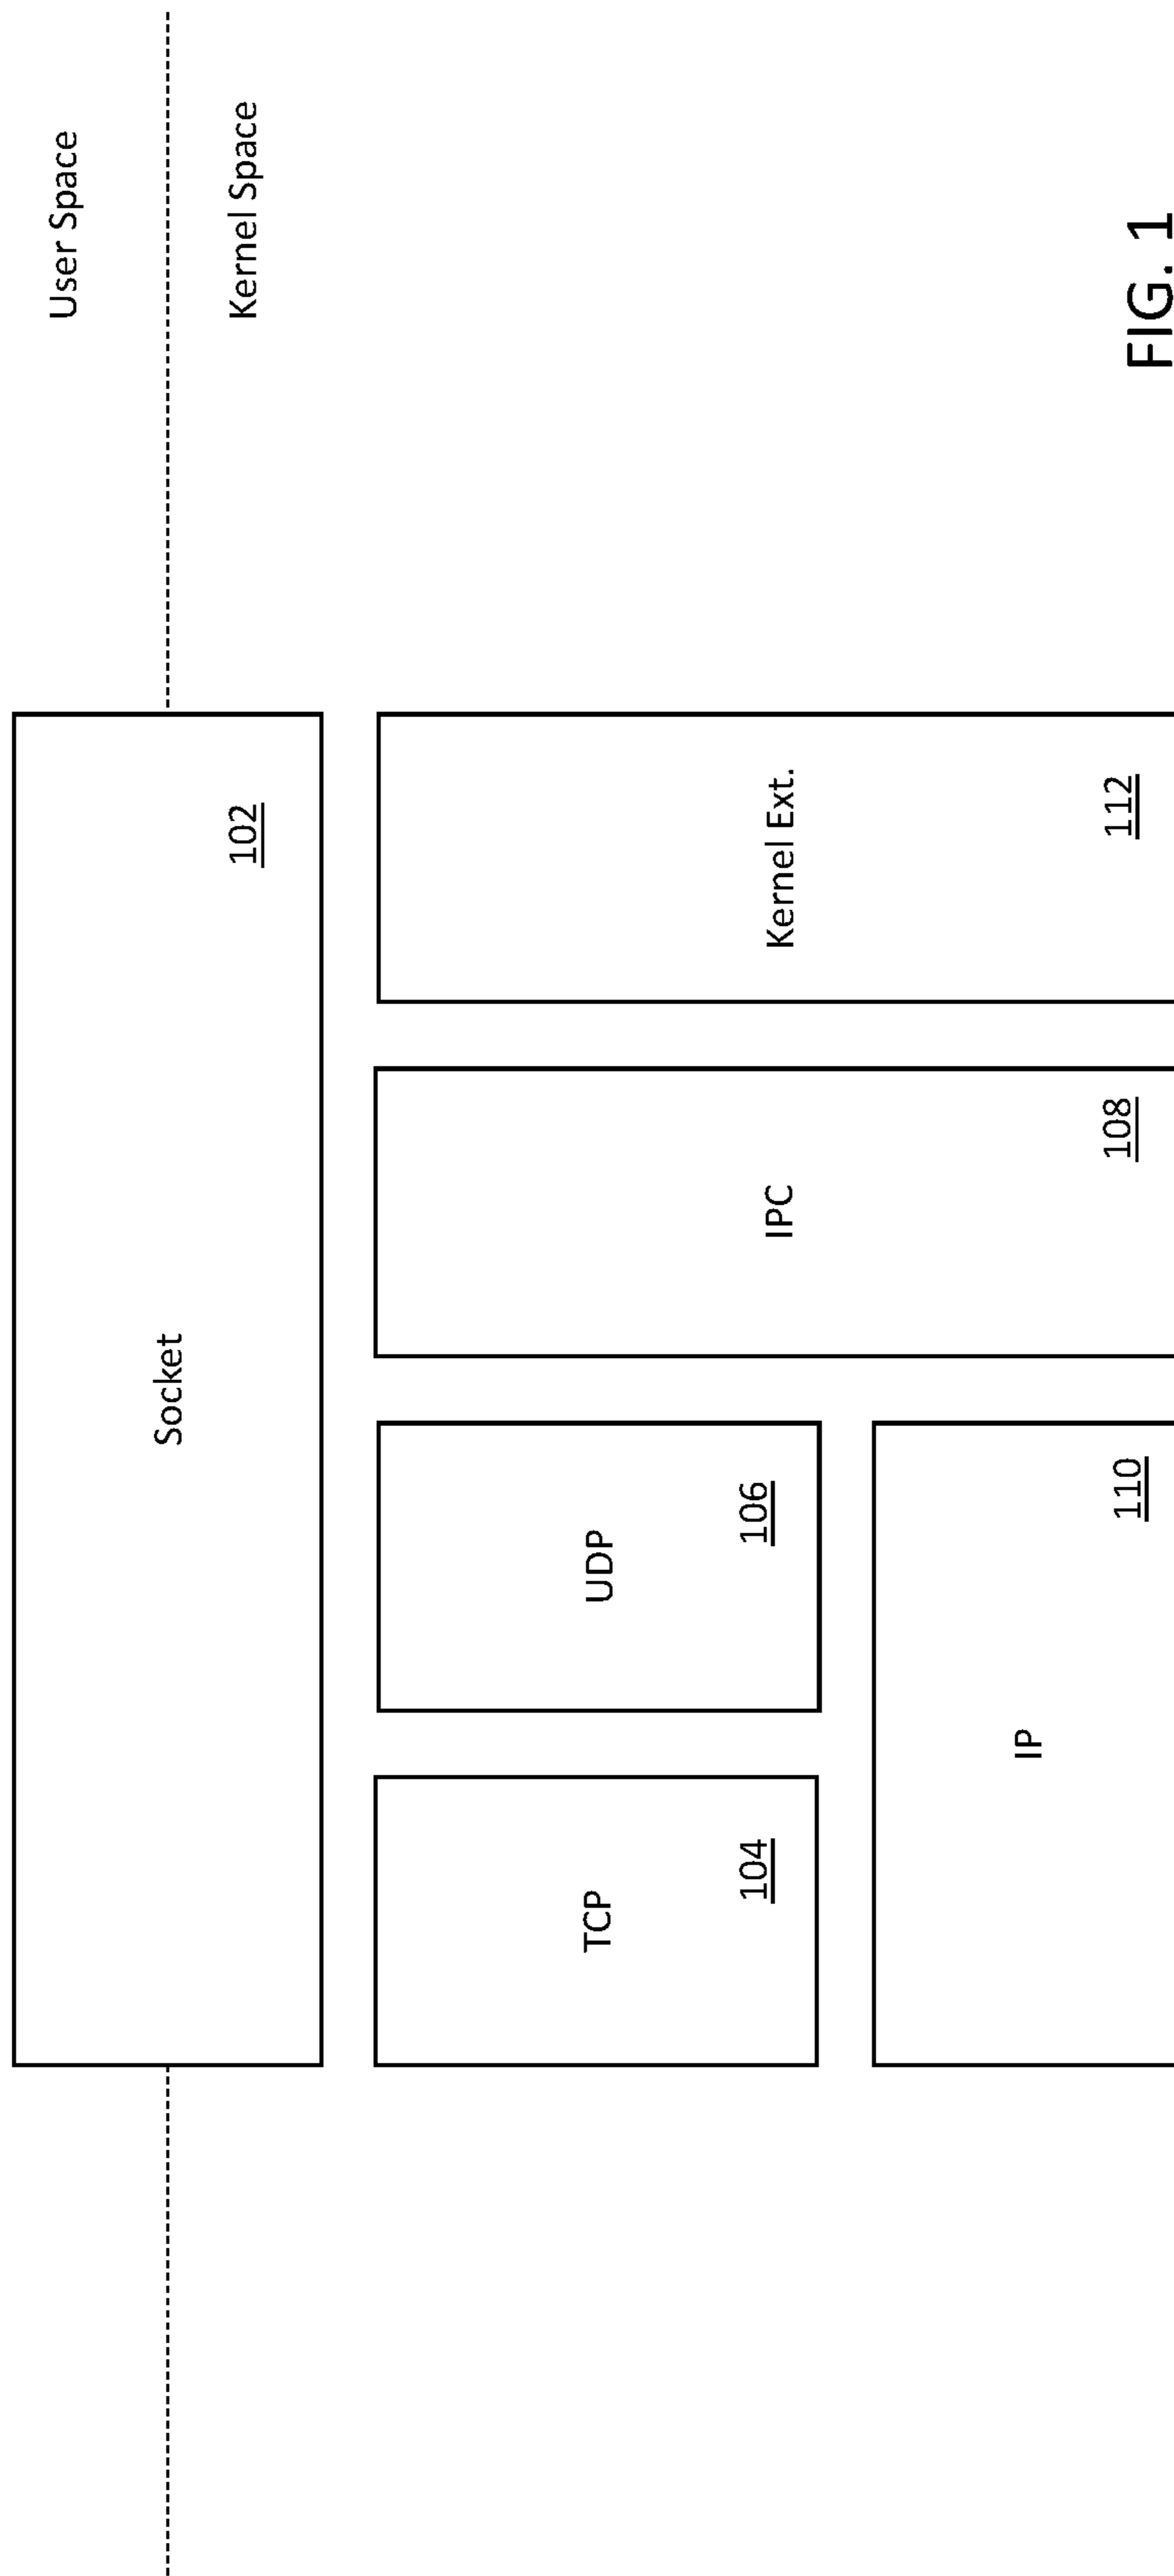 User Space
Kernel Space
Socket
102
TCP
104
UDP
106
IPC
108
Kernel Ext.
112
IP
110
FIG. 1